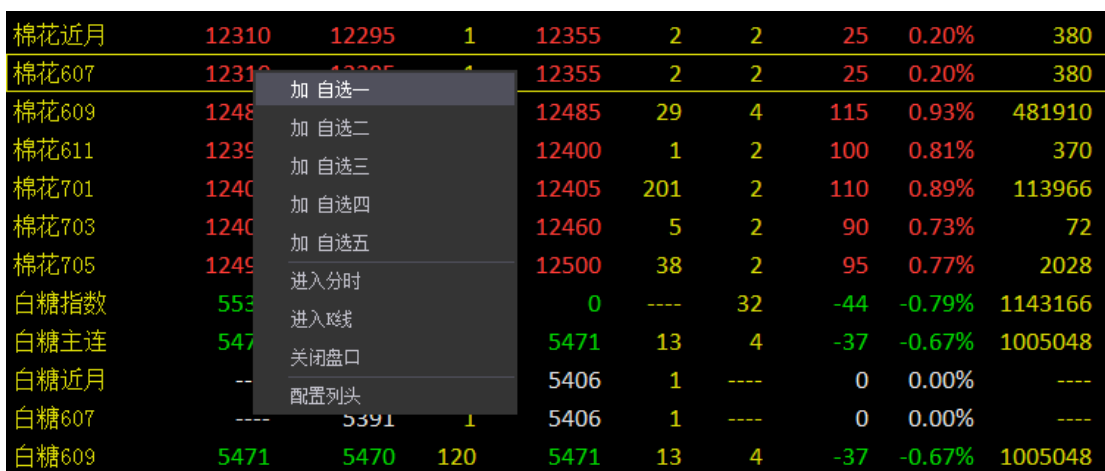 棉花近月 12310 12295 1 12355 2 2 25 0.20% 380
棉花607 12310 12355 2 2 25 0.20% 380
加 自选一
棉花609 12485 29 4 115 0.93% 481910
加 自选二
棉花611 12400 1 2 100 0.81% 370
加 自选三
棉花701 12405 201 2 110 0.89% 113966
加 自选四
棉花703 12460 5 2 90 0.73% 72
加 自选五
棉花705 12500 38 2 95 0.77% 2028
进入分时
白糖指数 0 ---- 32 -44 -0.79% 1143166
进入K线
白糖主连 5471 13 4 -37 -0.67% 1005048
关闭盘口
白糖近月 5406 1 ---- 0 0.00% ----
配置列头
白糖607 ---- 5391 1 5406 1 ---- 0 0.00% ----
白糖609 5471 5470 120 5471 13 4 -37 -0.67% 1005048